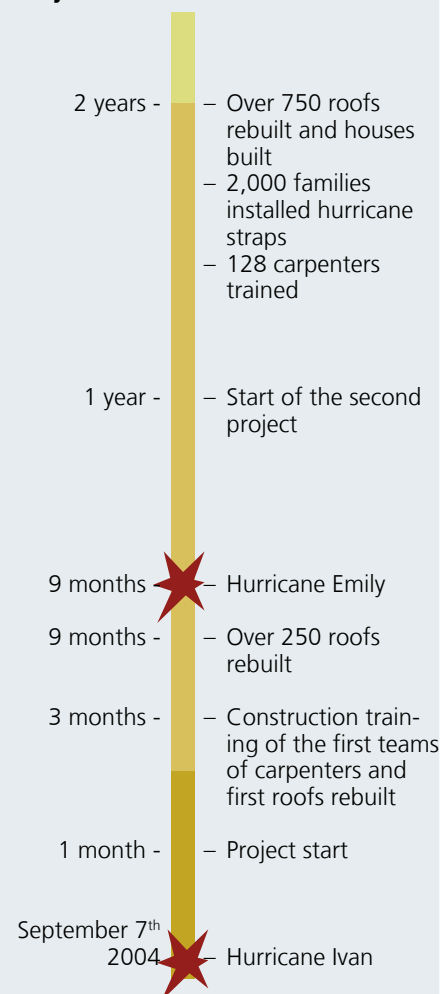 2 years - – Over 750 roofs
rebuilt and houses
built
– 2,000 families
installed hurricane
straps
– 128 carpenters
trained
1 year - – Start of the second
project
9 months - – Hurricane Emily
9 months - – Over 250 roofs
rebuilt
3 months - – Construction train-
ing of the first teams
of carpenters and
first roofs rebuilt
1 month - – Project start
September 7th
2004 - – Hurricane Ivan